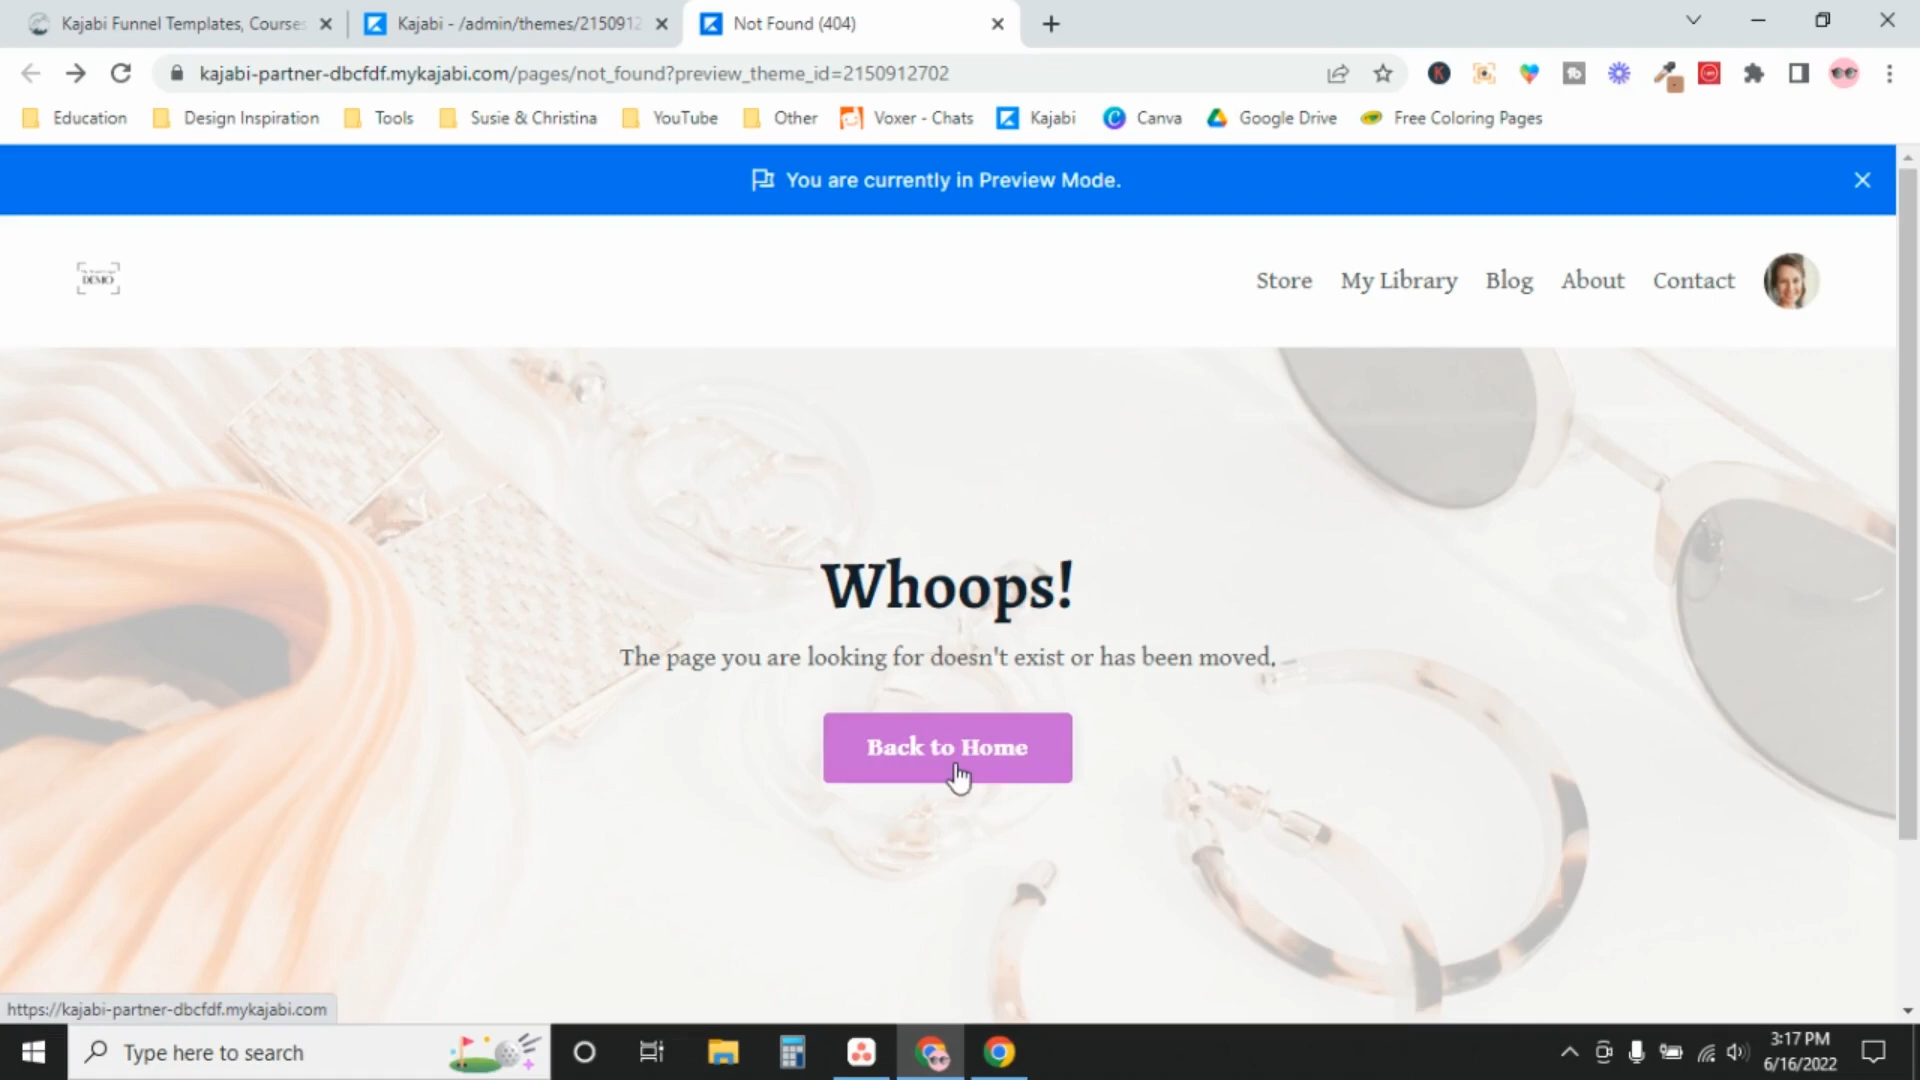 Kajabi Funnel Templates, Courses
Kajabi - /admin/themes/2150912
Not Found (404)
kajabi-partner-dbcfdf.mykajabi.com/pages/not_found?preview_theme_id=2150912702
Education
Design Inspiration
Tools
Susie & Christina
YouTube
Other
Voxer - Chats
Kajabi
Canva
Google Drive
Free Coloring Pages
You are currently in Preview Mode.
DEMO
Store
My Library
Blog
About
Contact
Whoops!
The page you are looking for doesn't exist or has been moved.
Back to Home
https://kajabi-partner-dbcfdf.mykajabi.com
Type here to search
3:17 PM
6/16/2022